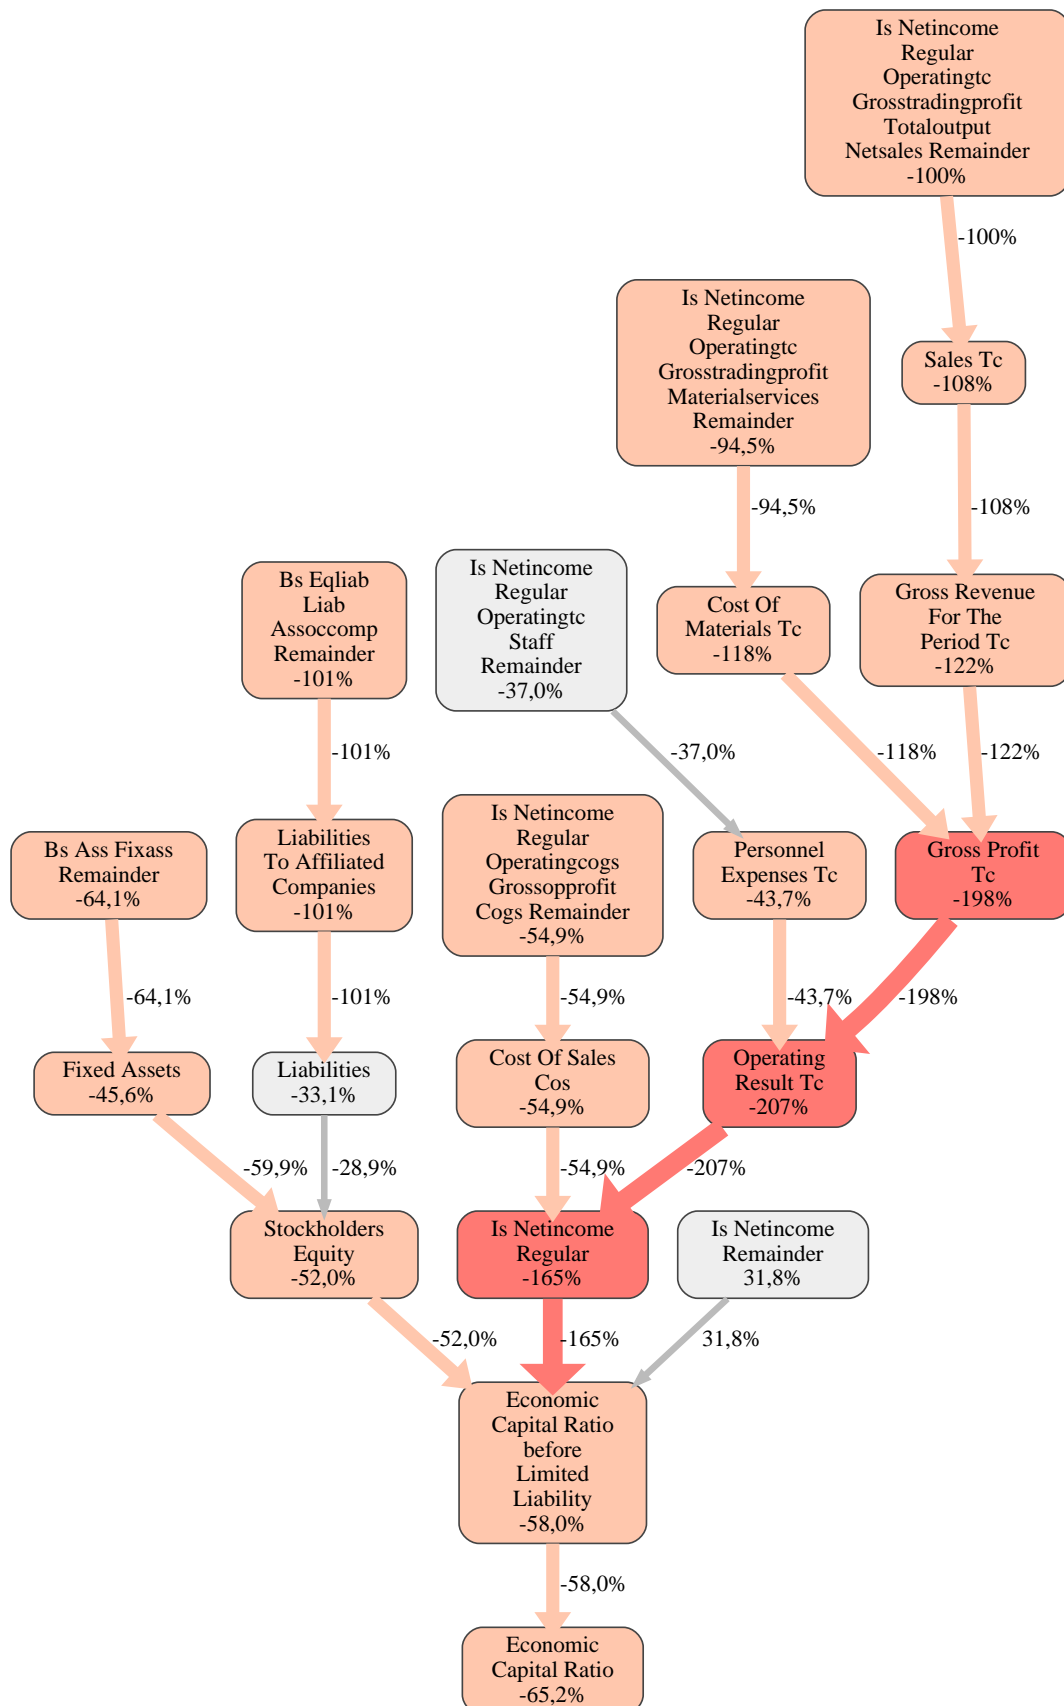 Is Netincome
Regular
Operatingtc
Grosstradingprofit
Totaloutput
Netsales Remainder
-100%
-100%
Is Netincome
Regular
Operatingtc
Grosstradingprofit
Materialservices
Remainder
-94,5%
Sales Tc
-108%
-94,5%
-108%
Bs Eqliab
Liab
Assoccomp
Remainder
-101%
Is Netincome
Regular
Operatingtc
Staff
Remainder
-37,0%
Cost Of
Materials Tc
-118%
Gross Revenue
For The
Period Tc
-122%
-101%
-37,0%
-118%
-122%
Bs Ass Fixass
Remainder
-64,1%
Liabilities
To Affiliated
Companies
-101%
Is Netincome
Regular
Operatingcogs
Grossopprofit
Cogs Remainder
-54,9%
Personnel
Expenses Tc
-43,7%
Gross Profit
Tc
-198%
-64,1%
-101%
-54,9%
-43,7%
-198%
Fixed Assets
-45,6%
Liabilities
-33,1%
Cost Of Sales
Cos
-54,9%
Operating
Result Tc
-207%
-59,9%
-28,9%
-54,9%
-207%
Stockholders
Equity
-52,0%
Is Netincome
Regular
-165%
Is Netincome
Remainder
31,8%
-52,0%
-165%
31,8%
Economic
Capital Ratio
before
Limited
Liability
-58,0%
-58,0%
Economic
Capital Ratio
-65,2%